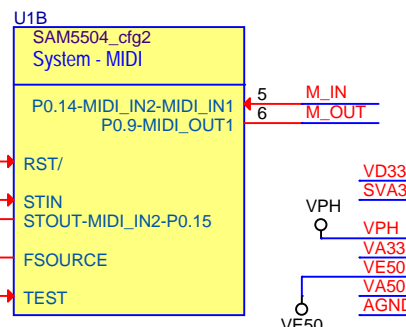 U1B
SAM5504_cfg2
System - MIDI
P0.14-MIDI_IN2-MIDI_IN1 5 M_IN
P0.9-MIDI_OUT1 6 M_OUT
RST/
STIN
STOUT-MIDI_IN2-P0.15
FSOURCE
TEST
VD33
SVA3
VPH
VPH
VA33
VE50
VA50
AGND
VE50